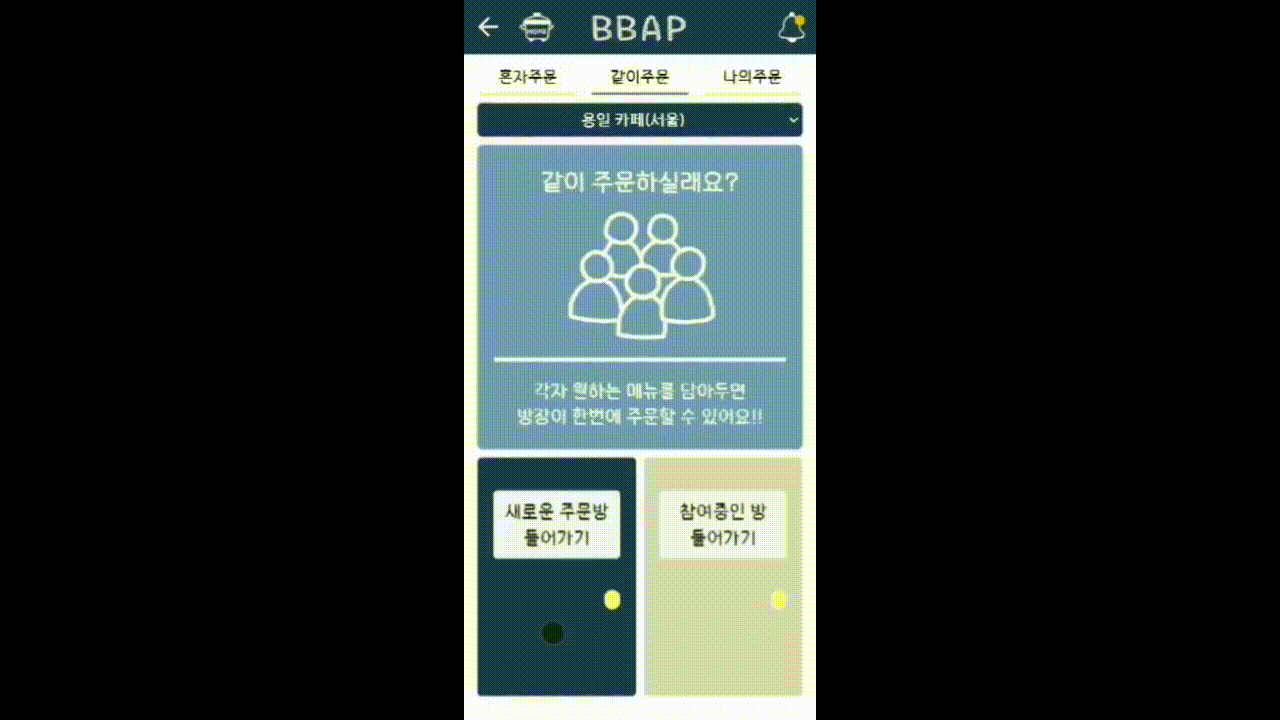 BBAP
혼자주문 같이주문 나의주문
용일 카페(서울)
같이 주문하실래요?
각자 원하는 메뉴를 담아두면
방장이 한번에 주문할 수 있어요!!
새로운 주문방
들어가기
참여중인 방
들어가기